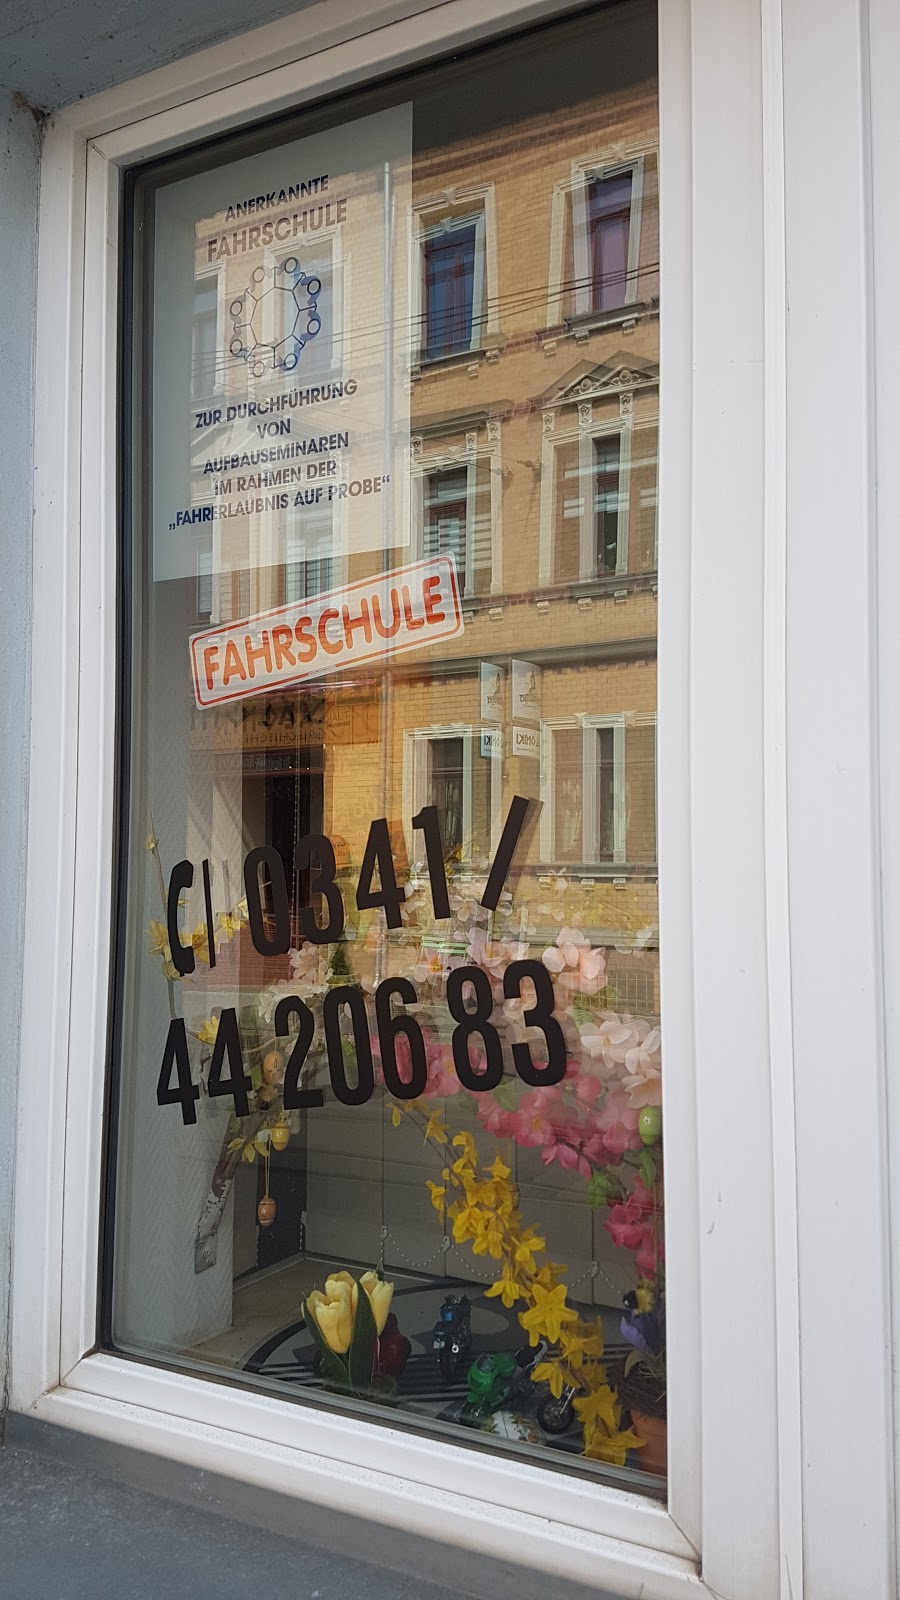 ANERKANNTE
FAHRSCHULE
ZUR DURCHFÜHRUNG
VON
AUFBAUSEMINAREN
IM RAHMEN DER
„FAHRERLAUBNIS AUF PROBE“
FAHRSCHULE
0341/
44 206 83